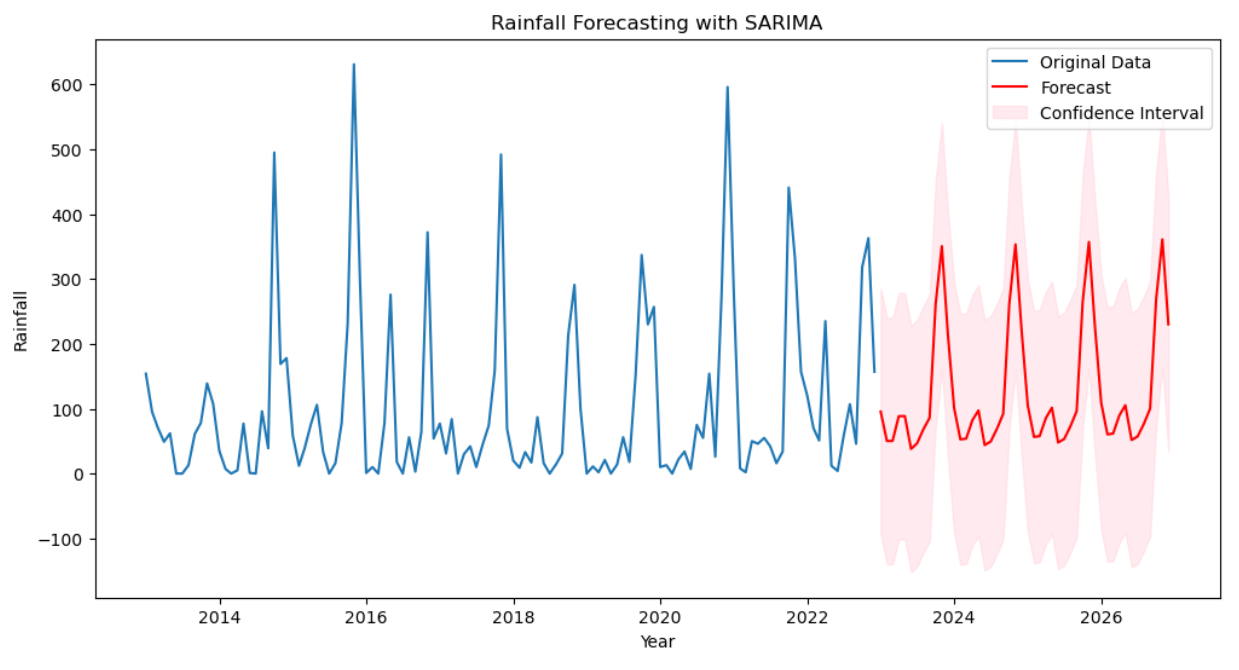 Rainfall Forecasting with SARIMA
Original Data
Forecast
Confidence Interval
600
500
400
300
200
100
0
−100
Rainfall
2014 2016 2018 2020 2022 2024 2026
Year